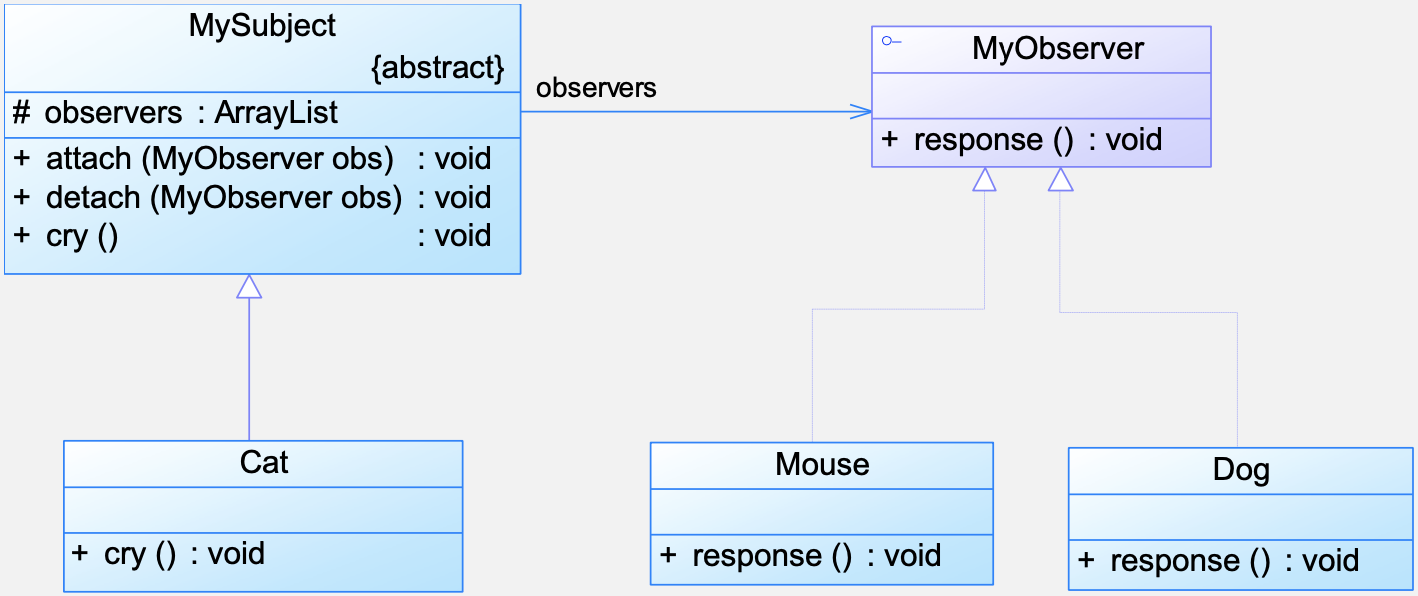 MySubject
{abstract}
# observers : ArrayList
+ attach (MyObserver obs) : void
+ detach (MyObserver obs) : void
+ cry () : void
observers
MyObserver
+ response () : void
Cat
+ cry () : void
Mouse
+ response () : void
Dog
+ response () : void